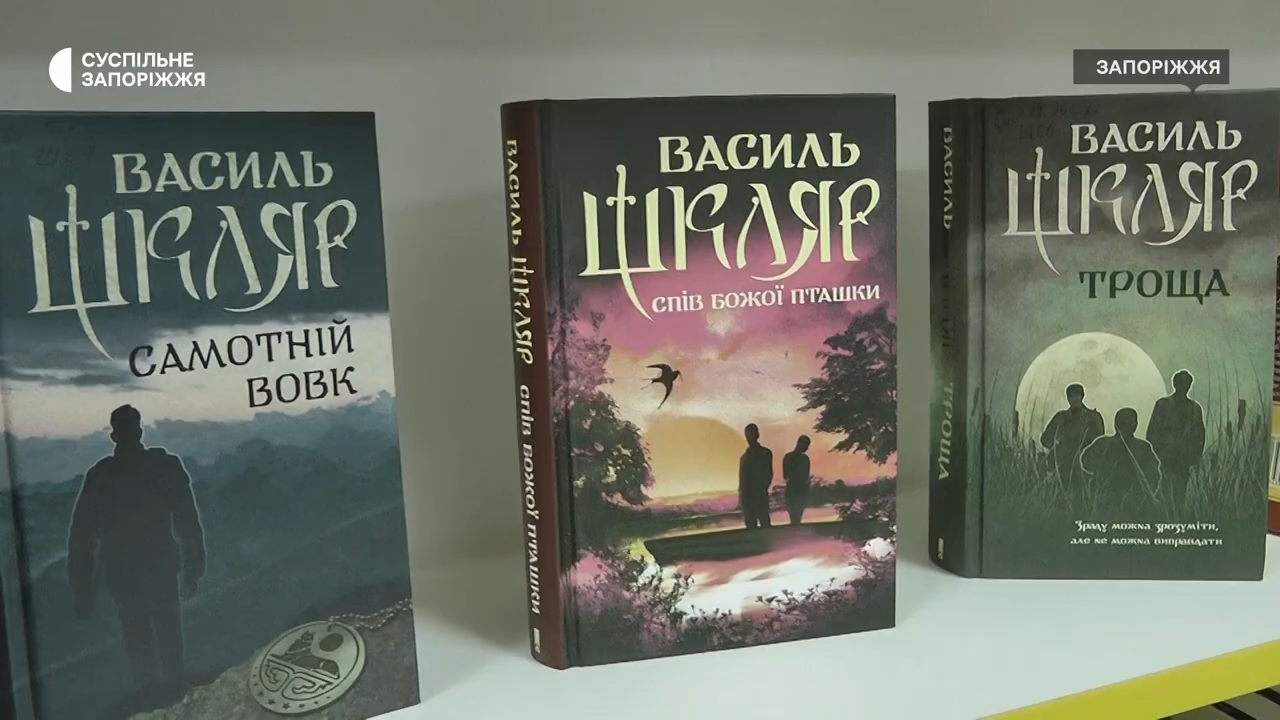 СУСПІЛЬНЕ
ЗАПОРІЖЖЯ
ЗАПОРІЖЖЯ
ВАСИЛЬ
ШКЛЯР
САМОТНІЙ
ВОВК
ВАСИЛЬ ШКЛЯР СПІВ БОЖОЇ ПТАШКИ
ВАСИЛЬ
ШКЛЯР
СПІВ БОЖОЇ ПТАШКИ
ВАСИЛЬ ШКЛЯР ТРОЩА
ВАСИЛЬ
ШКЛЯР
ТРОЩА
Зраду можна зрозуміти,
але не можна виправдати